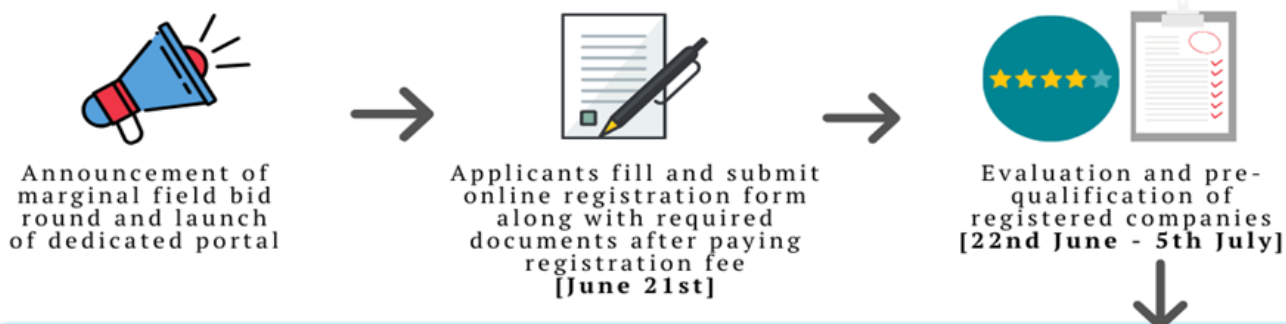 Announcement of
marginal field bid
round and launch
of dedicated portal
Applicants fill and submit
online registration form
along with required
documents after paying
registration fee
[June 21st]
Evaluation and pre-
qualification of
registered companies
[22nd June - 5th July]